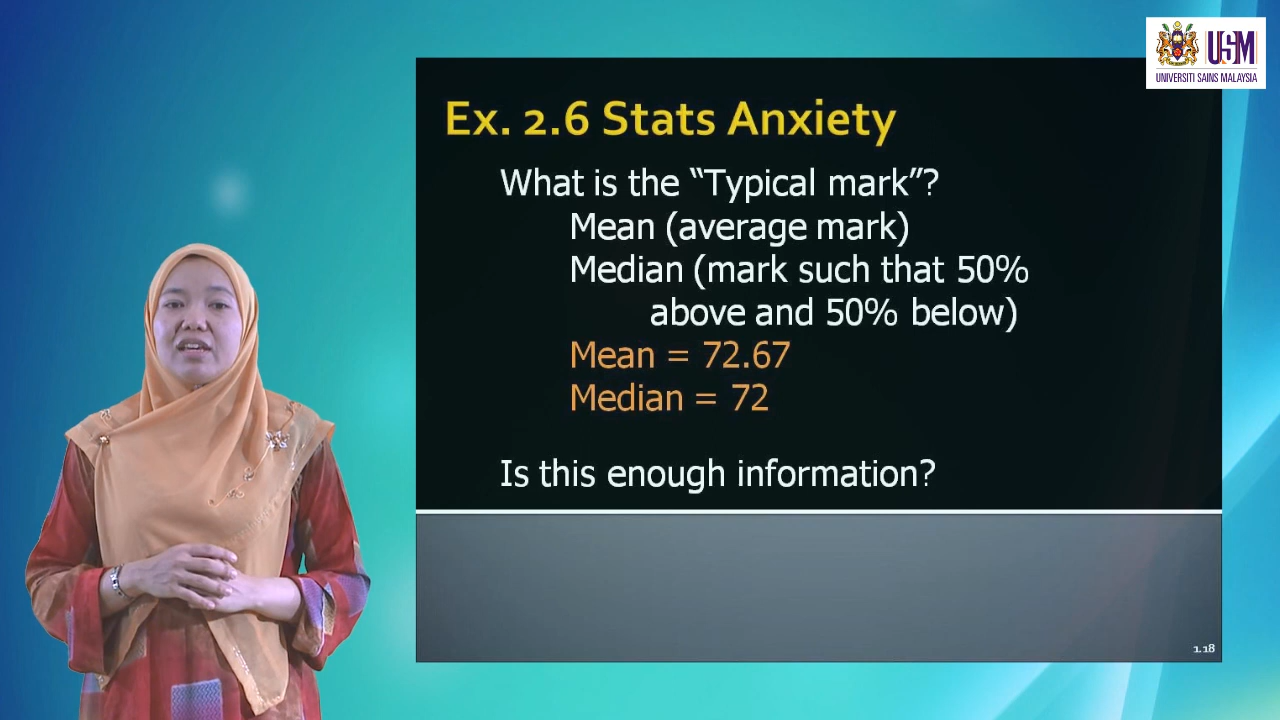 USM
UNIVERSITI SAINS MALAYSIA
Ex. 2.6 Stats Anxiety
What is the “Typical mark”?
Mean (average mark)
Median (mark such that 50%
above and 50% below)
Mean = 72.67
Median = 72
Is this enough information?
1.18